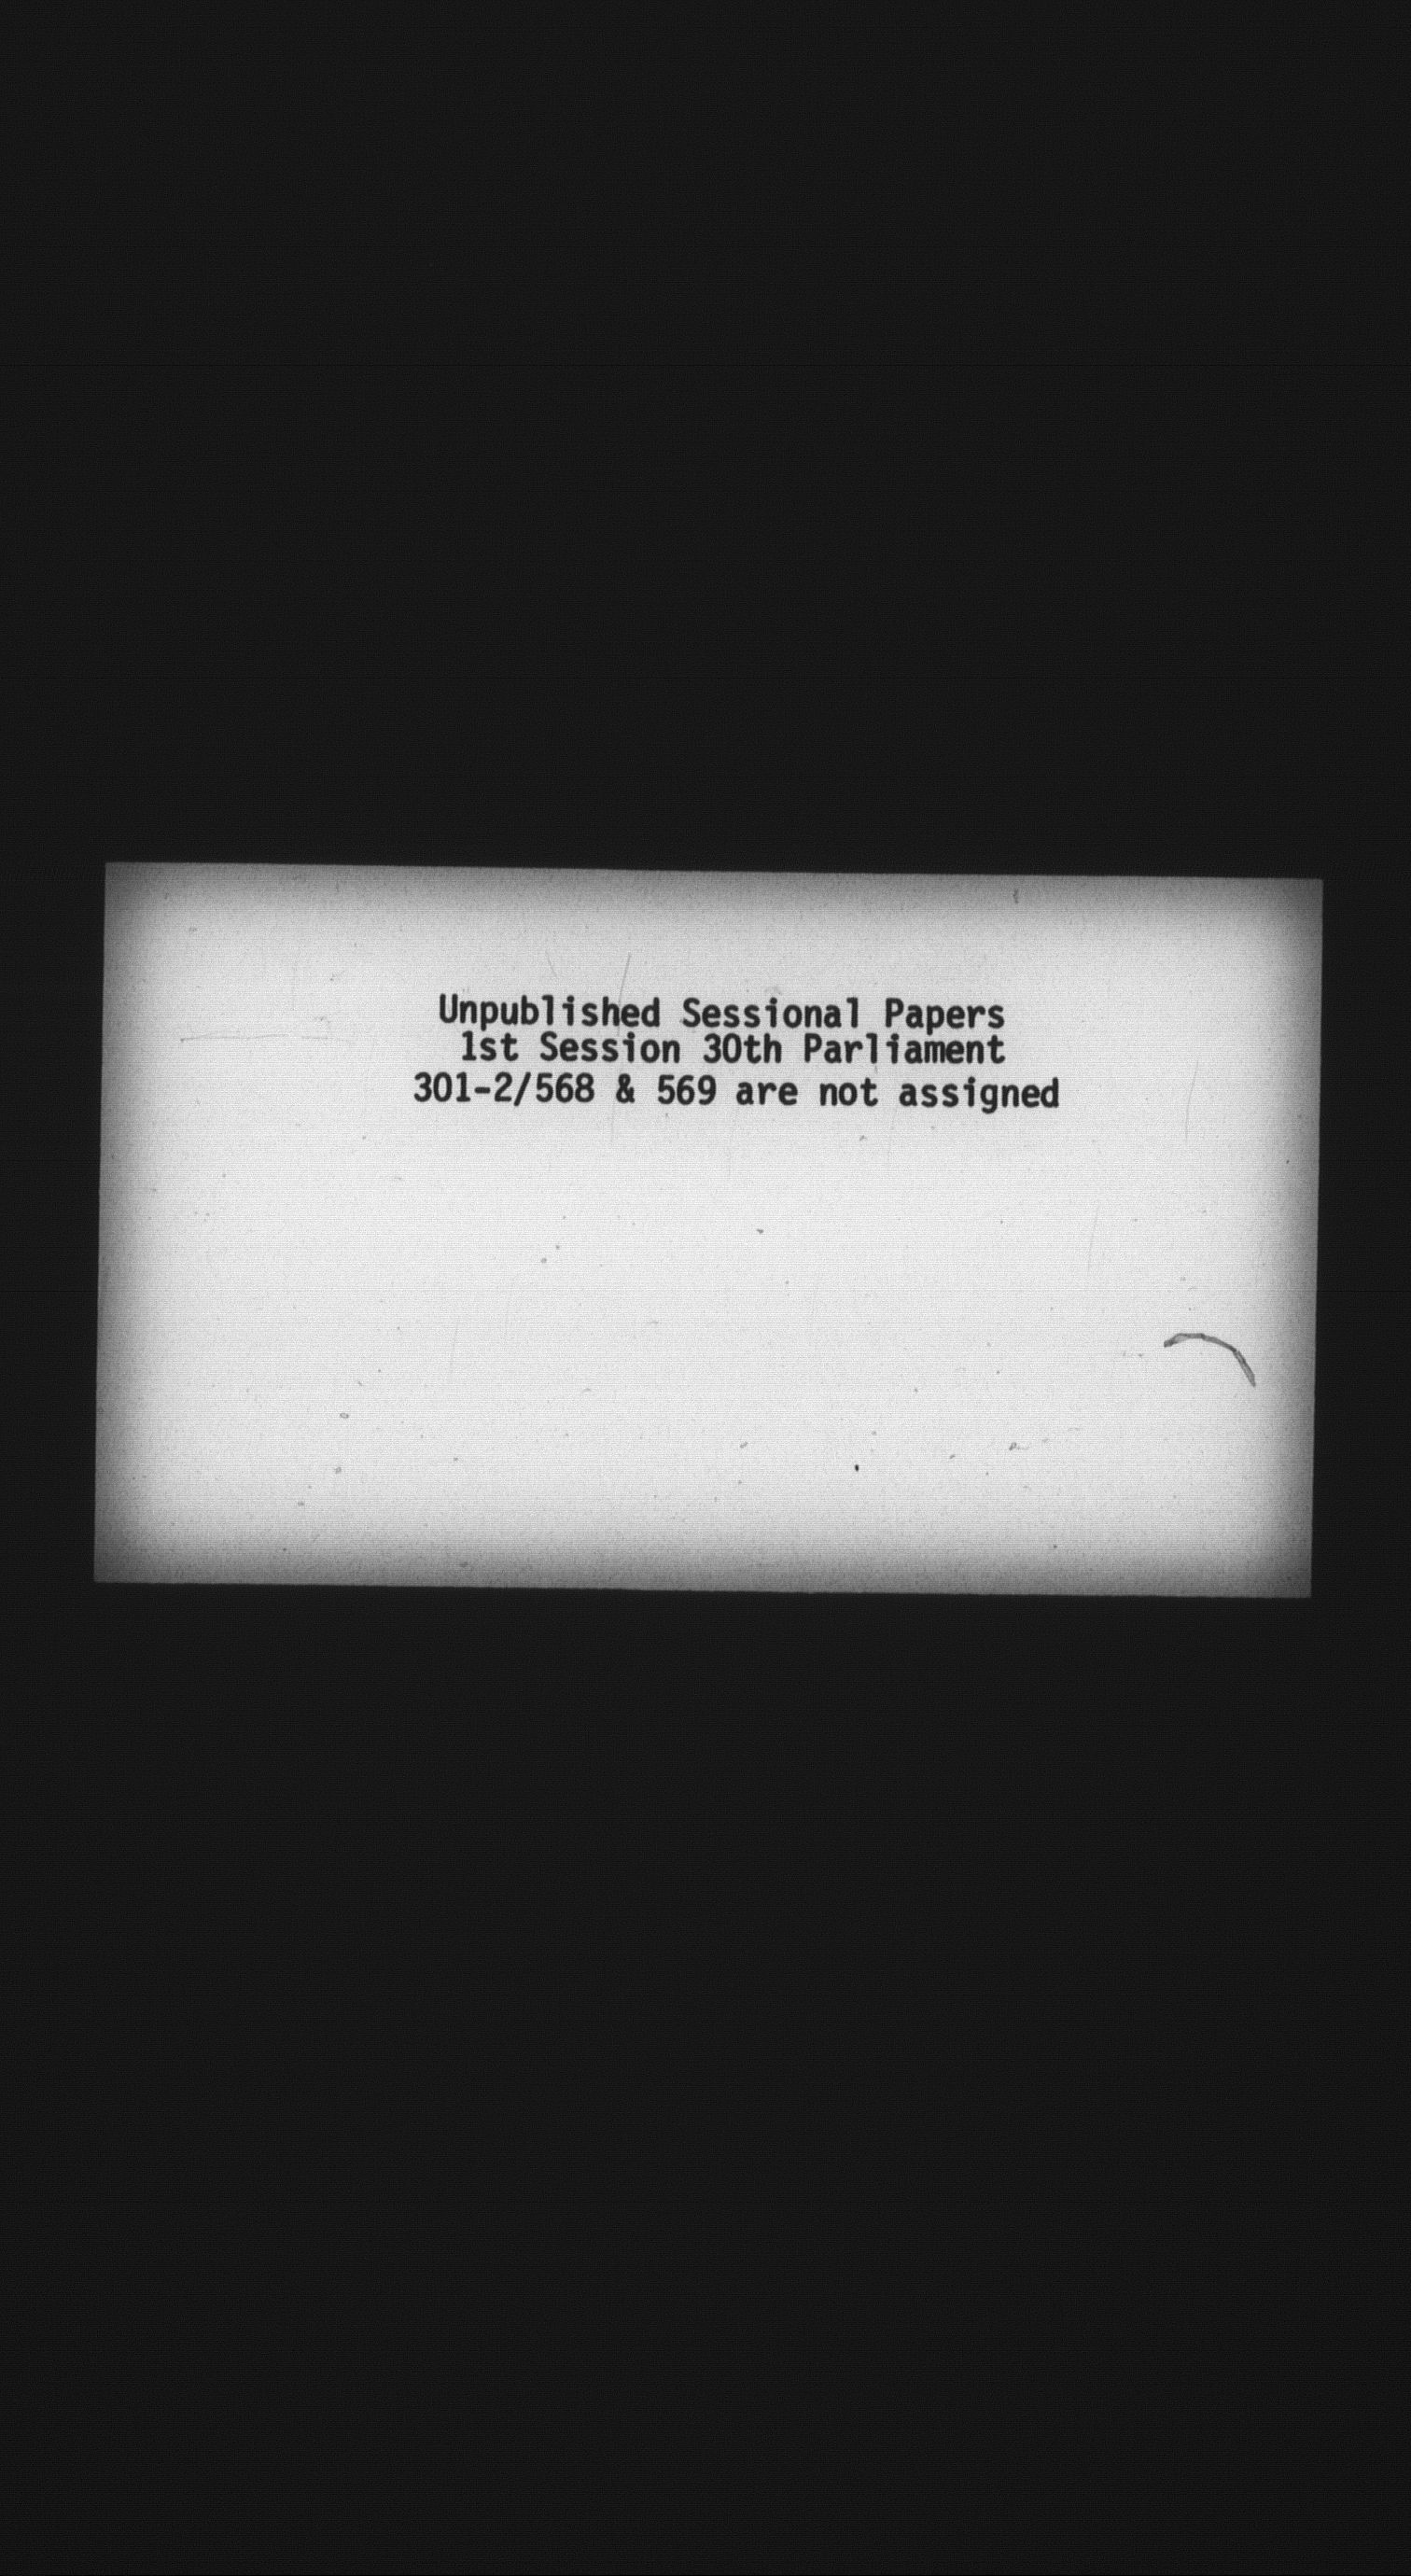 Unpublished Sessional Papers
1st Session 30th Parliament
301-2/568 & 569 are not assigned